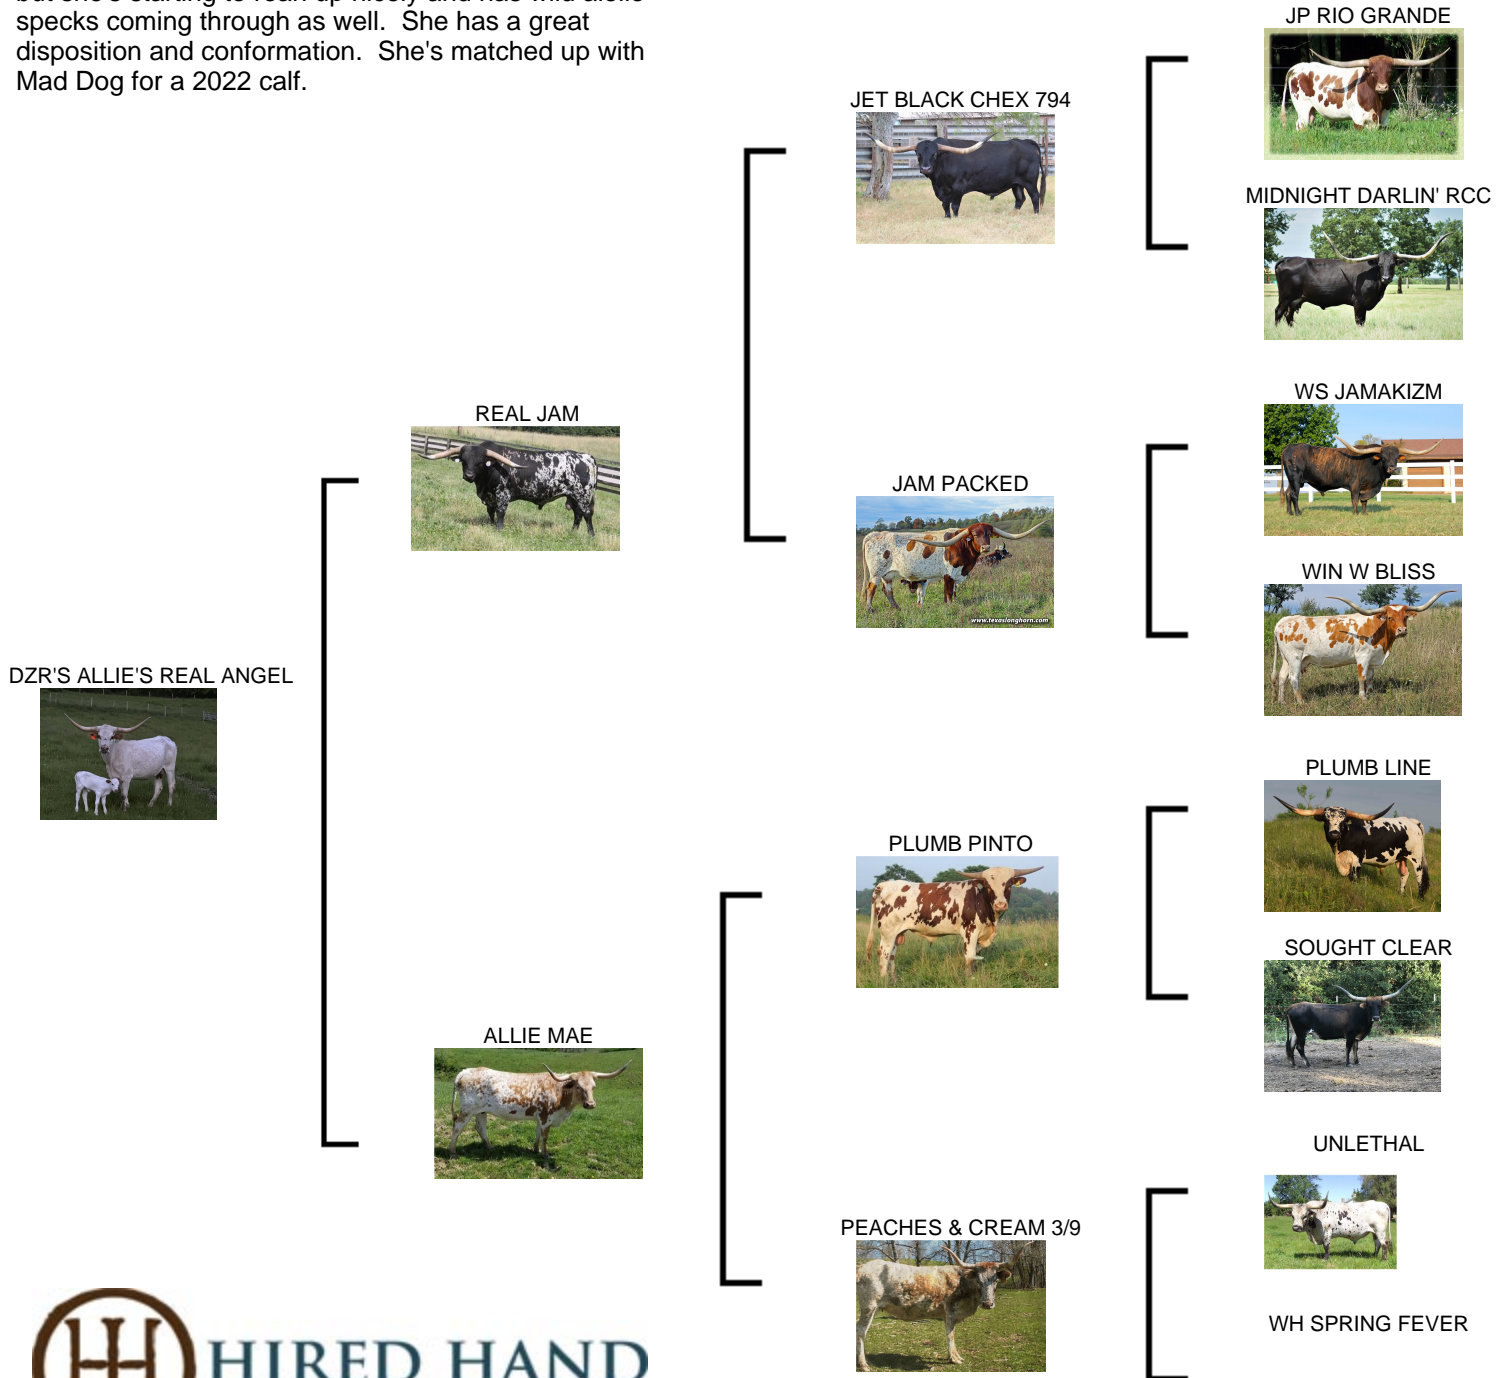 specks coming through as well. She has a great
disposition and conformation. She's matched up with
Mad Dog for a 2022 calf.
JP RIO GRANDE
JET BLACK CHEX 794
MIDNIGHT DARLIN' RCC
WS JAMAKIZM
REAL JAM
JAM PACKED
www.texaslonghorn.com
WIN W BLISS
DZR'S ALLIE'S REAL ANGEL
PLUMB LINE
PLUMB PINTO
SOUGHT CLEAR
ALLIE MAE
UNLETHAL
PEACHES & CREAM 3/9
WH SPRING FEVER
HIRED HAND